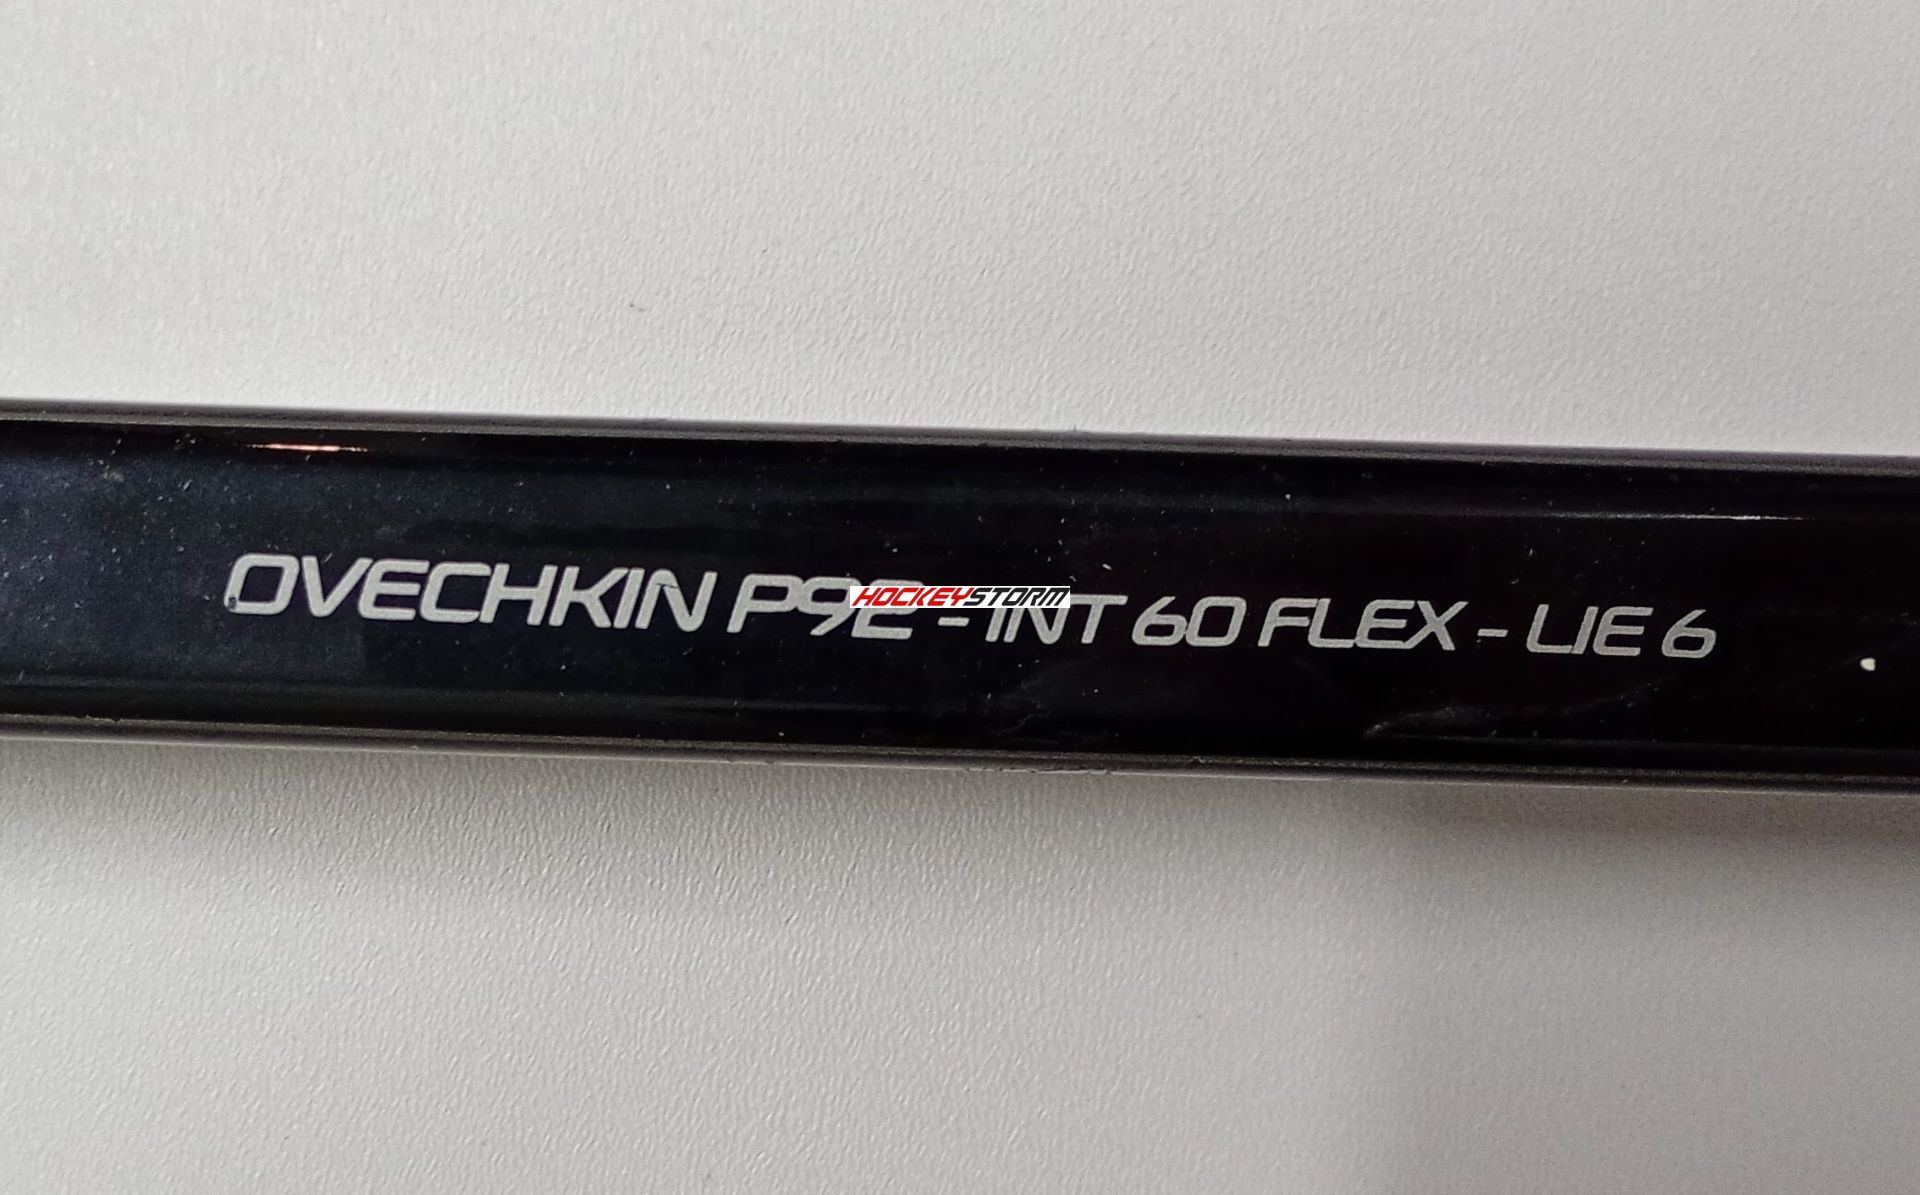 OVECHKIN P92 - INT 60 FLEX - LIE 6
HOCKEYSTORM